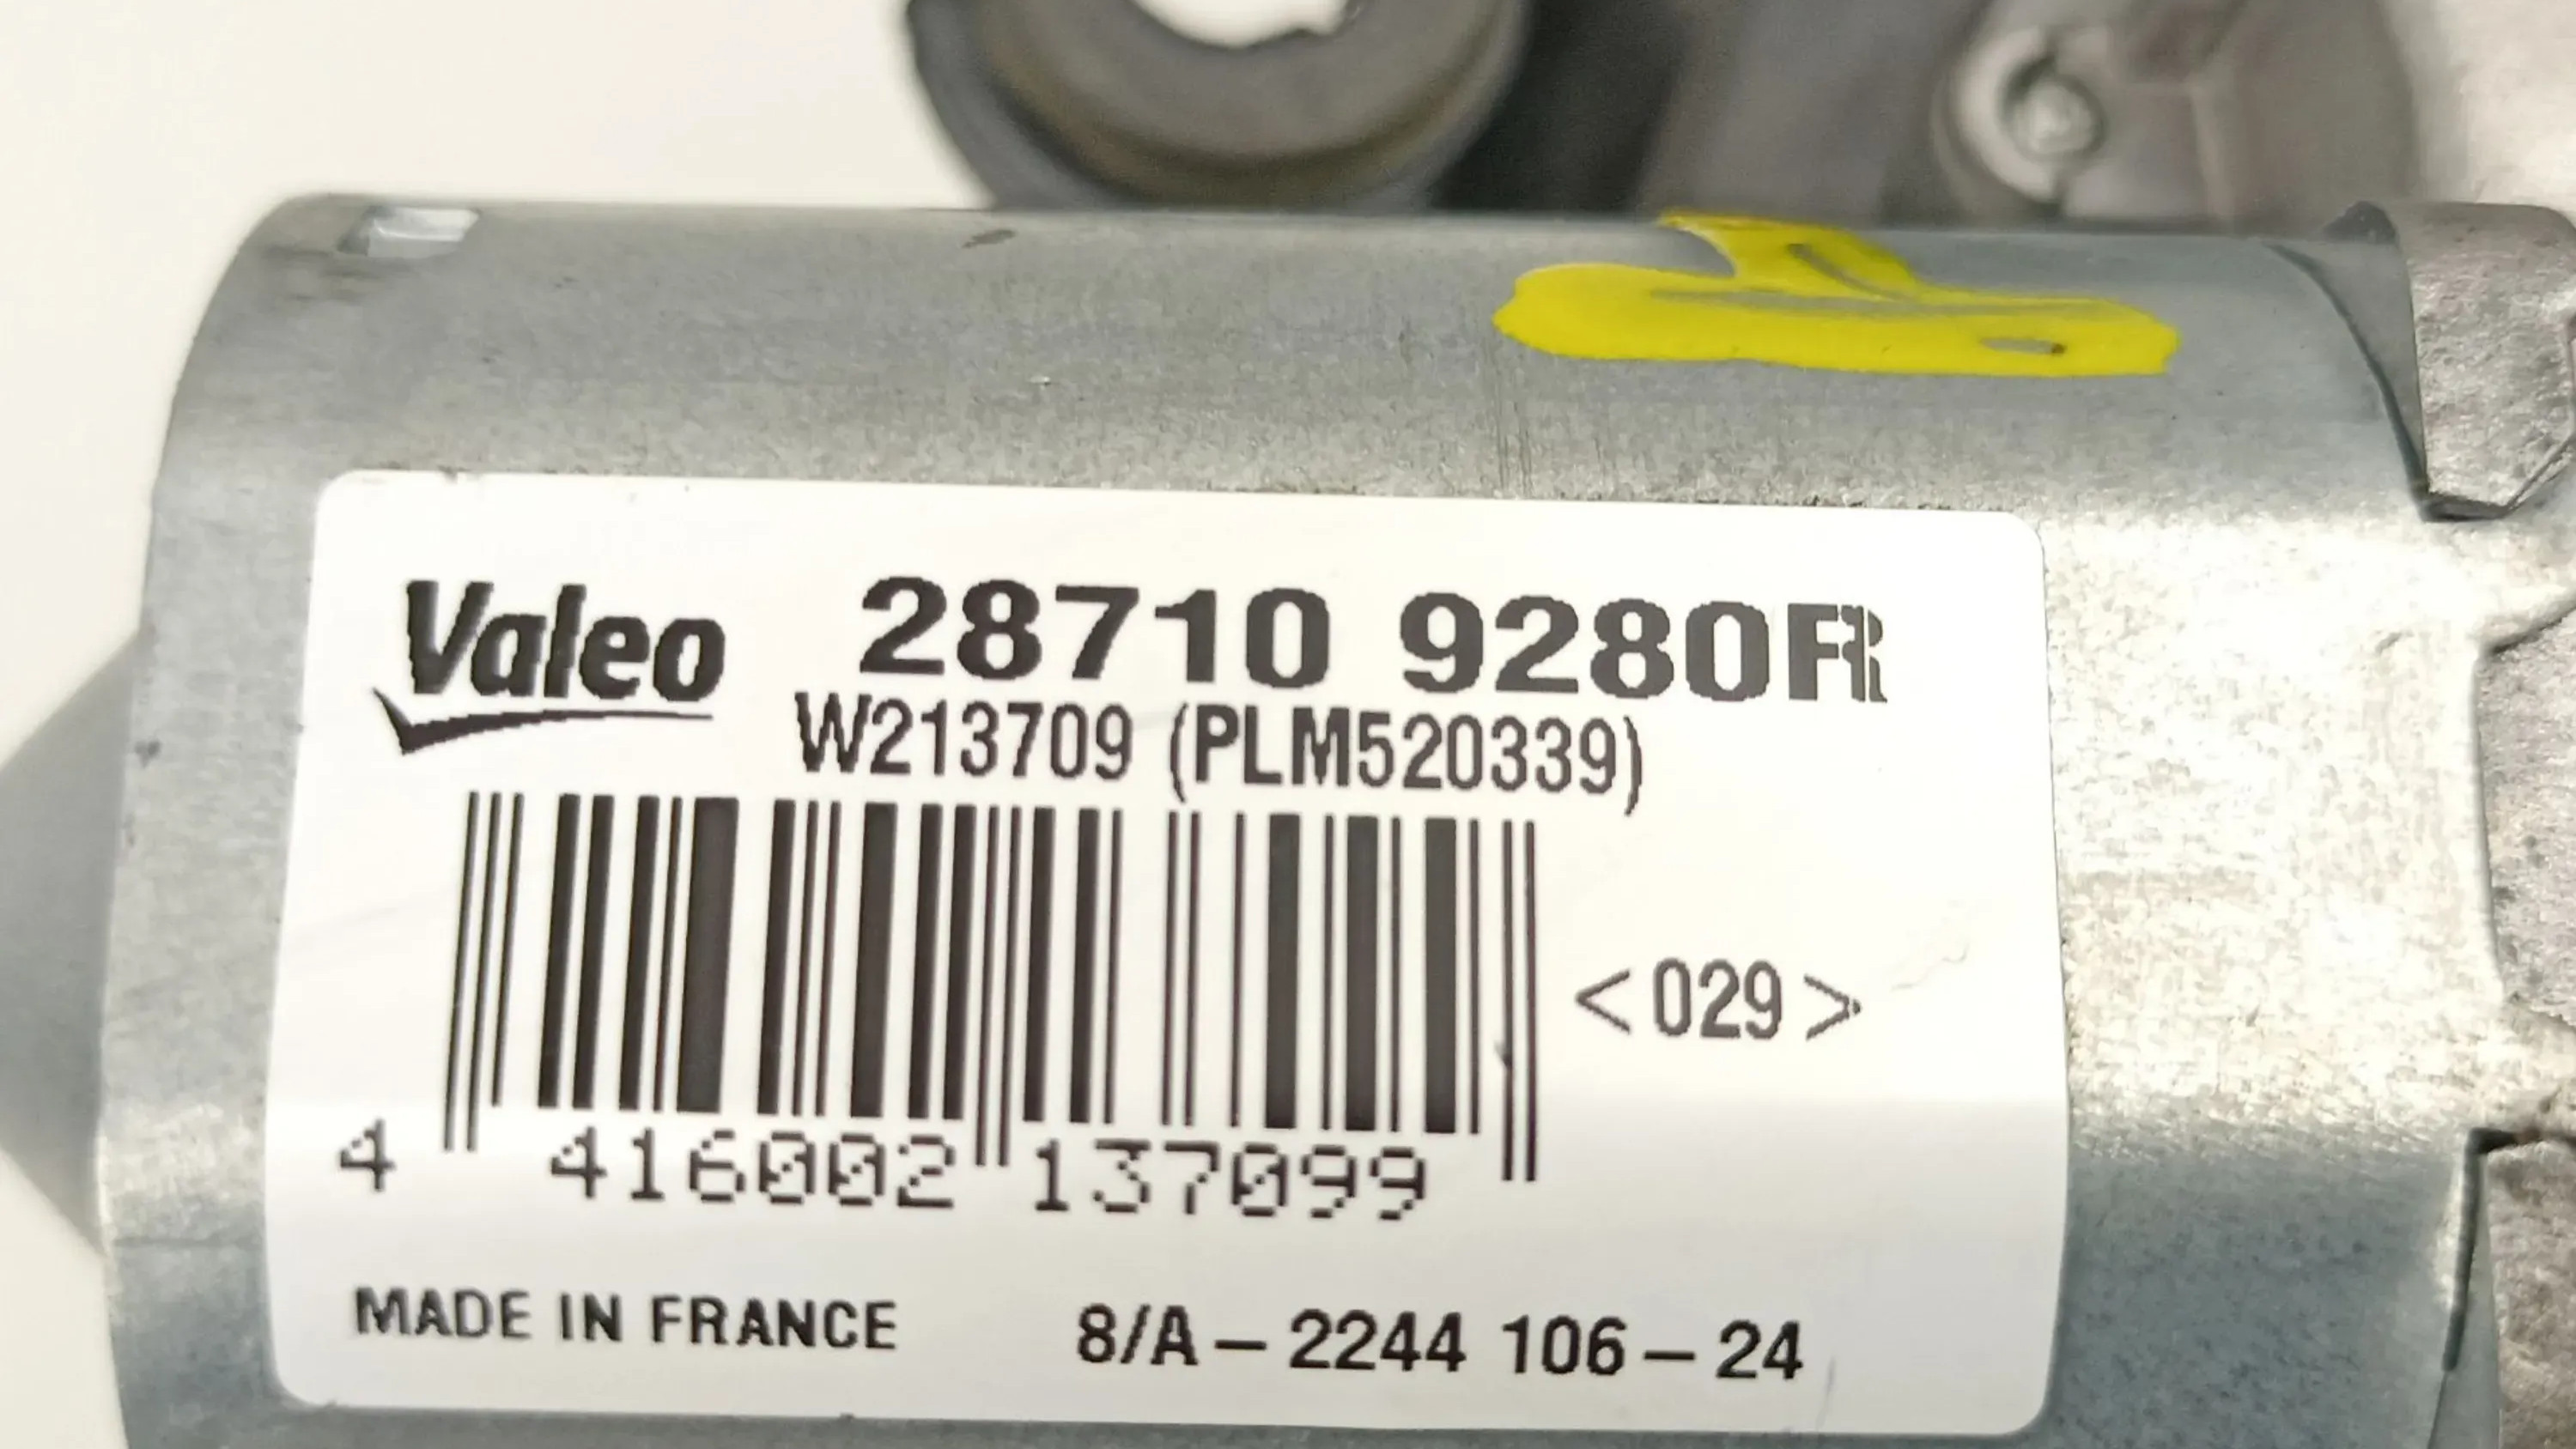 Valeo 28710 9280R
W213709 (PLM520339)
<029>
4 416002 137099
MADE IN FRANCE 8/A-2244 106-24